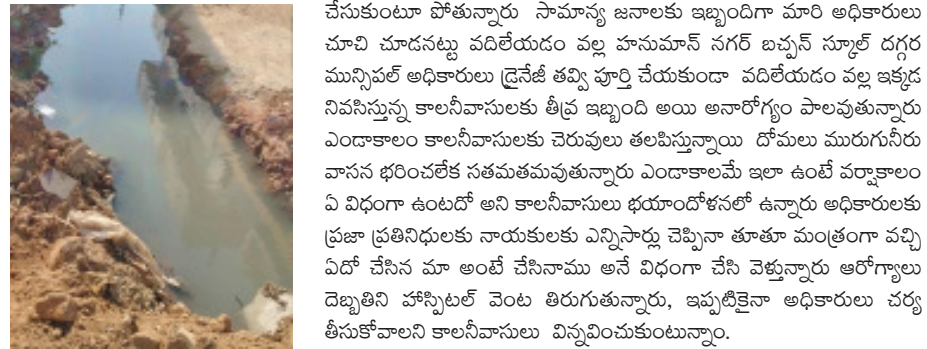 చేసుకుంటూ పోతున్నారు సామాన్య జనాలకు ఇబ్బందిగా మారి అధికారులు
చూచి చూడనట్టు వదిలేయడం వల్ల హనుమాన్ నగర్ బచ్పన్ స్కూల్ దగ్గర
మున్సిపల్ అధికారులు డ్రైనేజీ తవ్వి పూర్తి చేయకుండా వదిలేయడం వల్ల ఇక్కడ
నివసిస్తున్న కాలనీవాసులకు తీవ్ర ఇబ్బంది అయి అనారోగ్యం పాలవుతున్నారు
ఎండాకాలం కాలనీవాసులకు చెరువులు తలపిస్తున్నాయి దోమలు మురుగునీరు
వాసన భరించలేక సతమతమవుతున్నారు ఎండాకాలమే ఇలా ఉంటే వర్షాకాలం
ఏ విధంగా ఉంటదో అని కాలనీవాసులు భయాందోళనలో ఉన్నారు అధికారులకు
ప్రజా ప్రతినిధులకు నాయకులకు ఎన్నిసార్లు చెప్పినా తూతూ మంత్రంగా వచ్చి
ఏదో చేసిన మా అంటే చేసినాము అనే విధంగా చేసి వెళ్తున్నారు ఆరోగ్యాలు
దెబ్బతిని హాస్పిటల్ వెంట తిరుగుతున్నారు, ఇప్పటికైనా అధికారులు చర్య
తీసుకోవాలని కాలనీవాసులు విన్నవించుకుంటున్నాం.